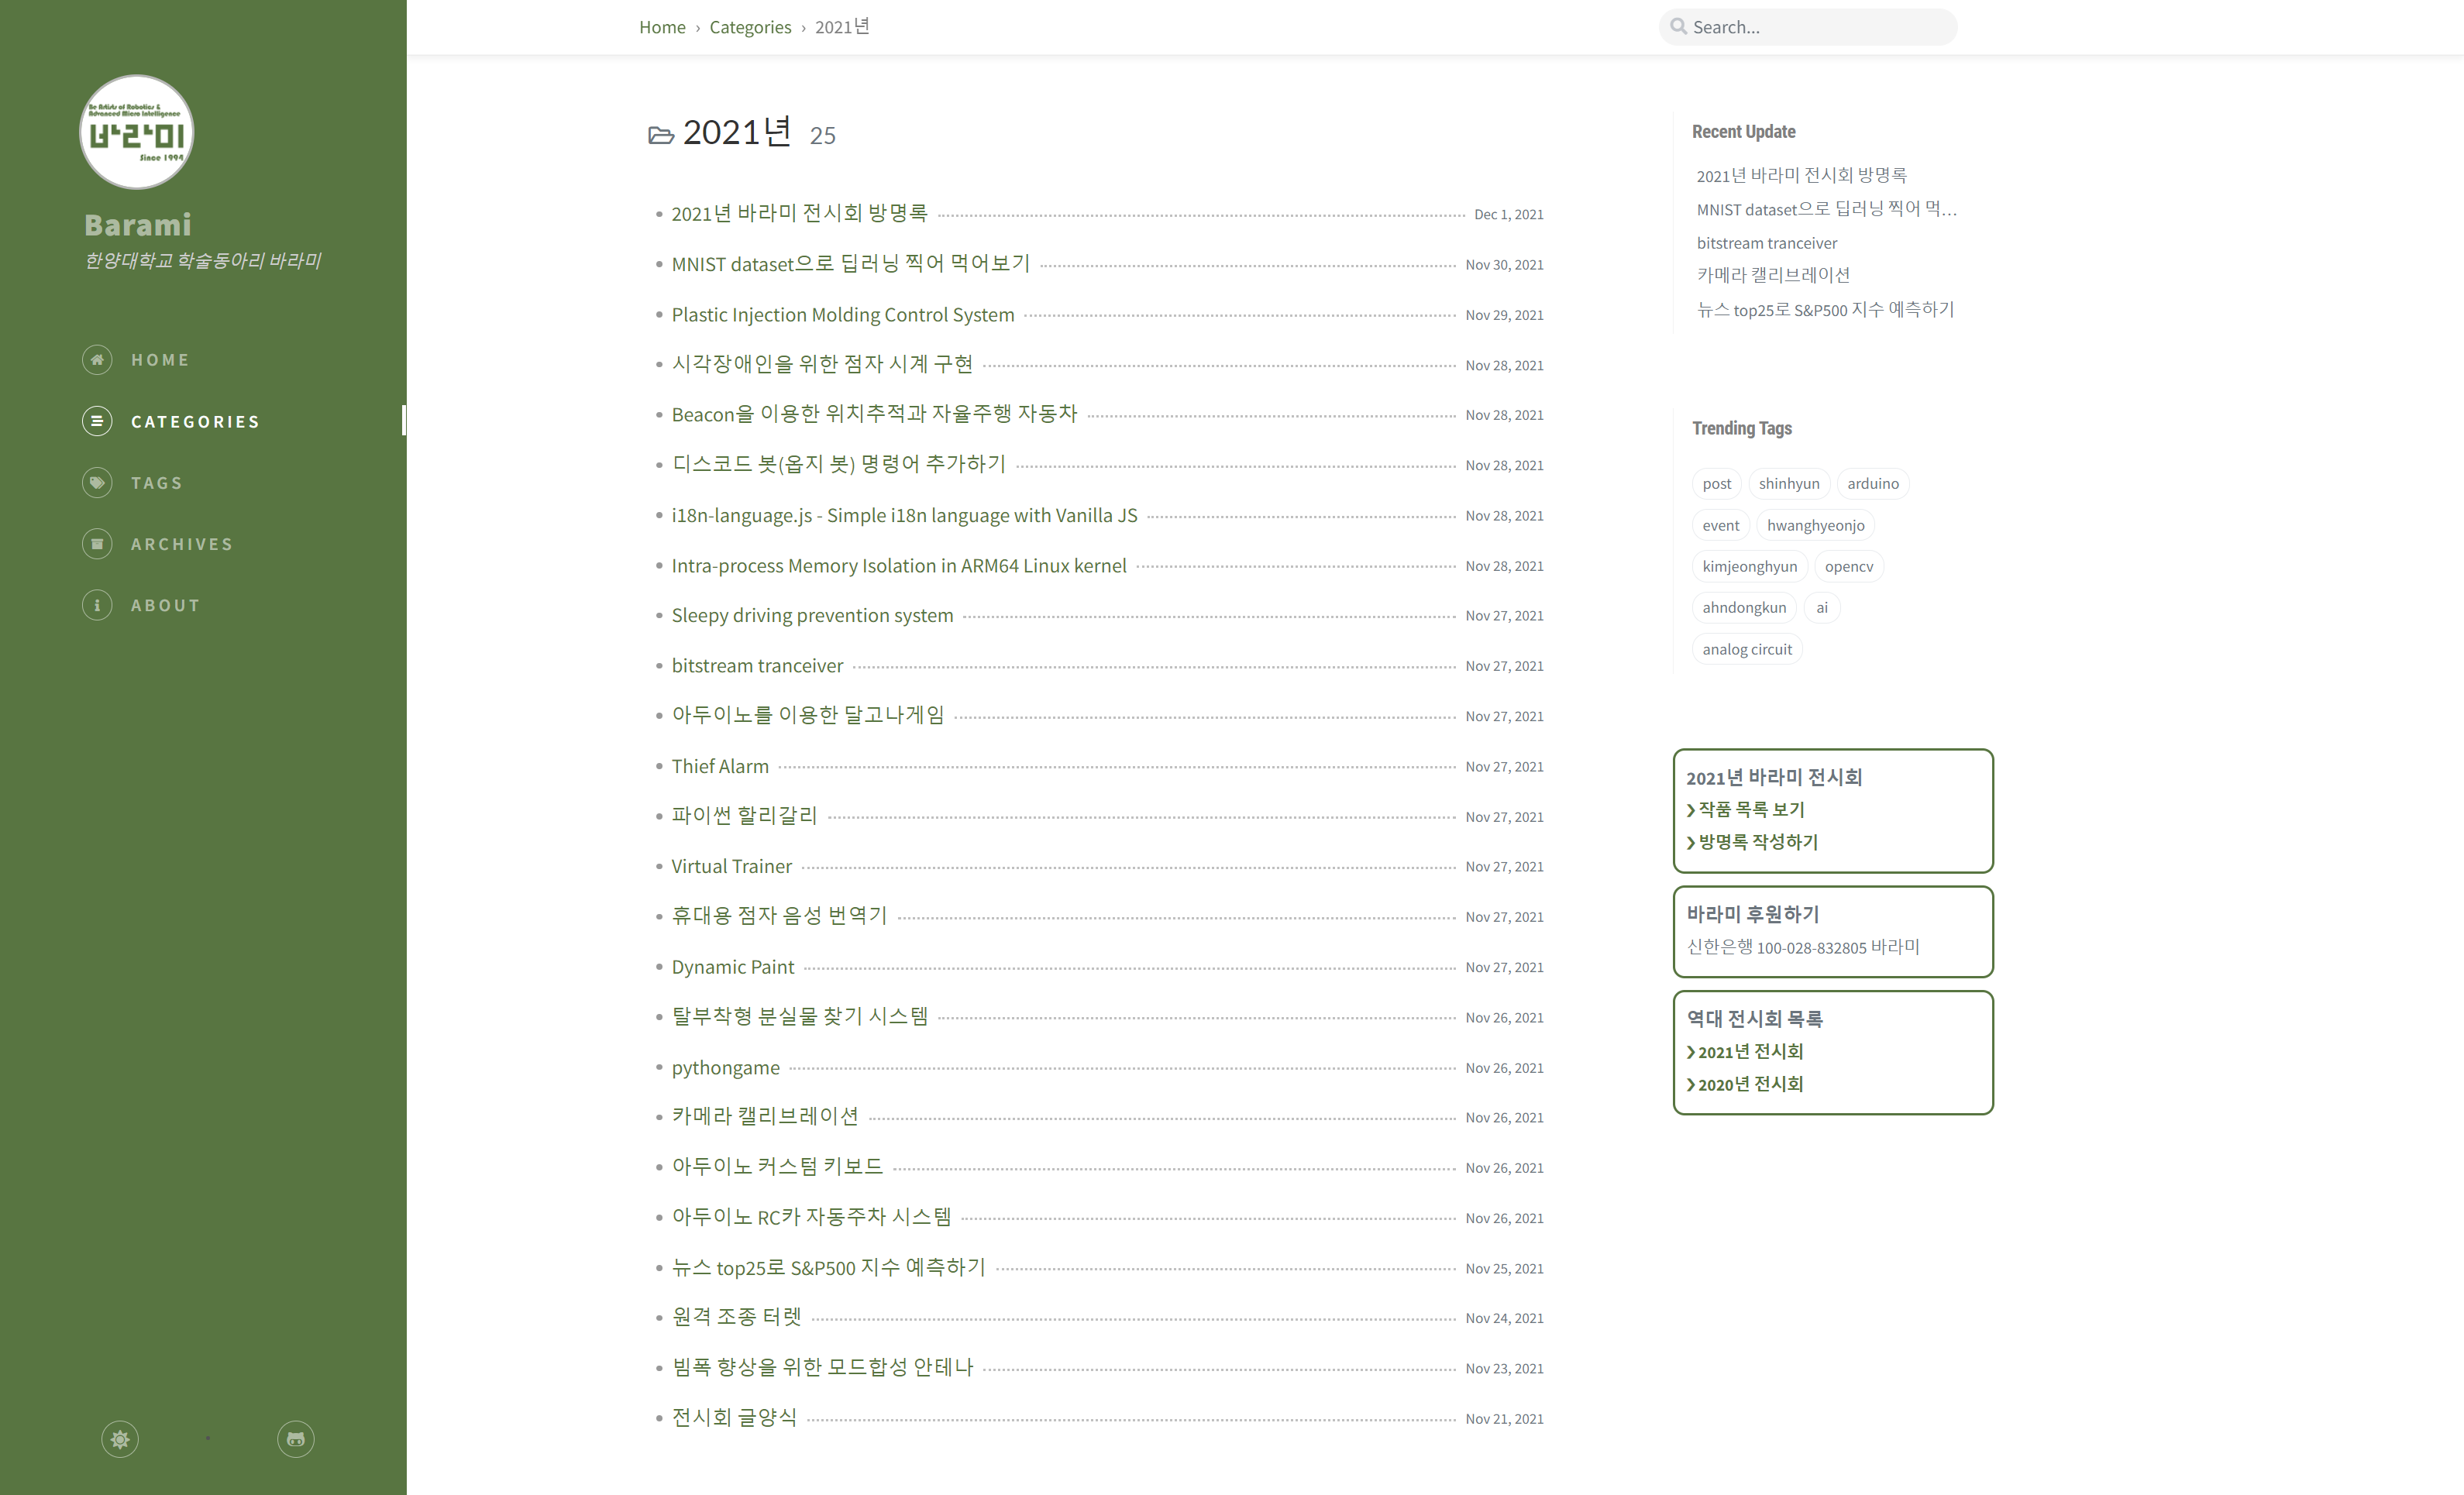 Be Artists of Robotics &
Advanced Micro Intelligence
바라미
Since 1994
Barami
한양대학교 학술동아리 바라미
HOME
CATEGORIES
TAGS
ARCHIVES
ABOUT
Home › Categories › 2021년
Search...
2021년 25
2021년 바라미 전시회 방명록 Dec 1, 2021
MNIST dataset으로 딥러닝 찍어 먹어보기 Nov 30, 2021
Plastic Injection Molding Control System Nov 29, 2021
시각장애인을 위한 점자 시계 구현 Nov 28, 2021
Beacon을 이용한 위치추적과 자율주행 자동차 Nov 28, 2021
디스코드 봇(옵지 봇) 명령어 추가하기 Nov 28, 2021
i18n-language.js - Simple i18n language with Vanilla JS Nov 28, 2021
Intra-process Memory Isolation in ARM64 Linux kernel Nov 28, 2021
Sleepy driving prevention system Nov 27, 2021
bitstream tranceiver Nov 27, 2021
아두이노를 이용한 달고나게임 Nov 27, 2021
Thief Alarm Nov 27, 2021
파이썬 할리갈리 Nov 27, 2021
Virtual Trainer Nov 27, 2021
휴대용 점자 음성 번역기 Nov 27, 2021
Dynamic Paint Nov 27, 2021
탈부착형 분실물 찾기 시스템 Nov 26, 2021
pythongame Nov 26, 2021
카메라 캘리브레이션 Nov 26, 2021
아두이노 커스텀 키보드 Nov 26, 2021
아두이노 RC카 자동주차 시스템 Nov 26, 2021
뉴스 top25로 S&P500 지수 예측하기 Nov 25, 2021
원격 조종 터렛 Nov 24, 2021
빔폭 향상을 위한 모드합성 안테나 Nov 23, 2021
전시회 글양식 Nov 21, 2021
Recent Update
2021년 바라미 전시회 방명록
MNIST dataset으로 딥러닝 찍어 먹...
bitstream tranceiver
카메라 캘리브레이션
뉴스 top25로 S&P500 지수 예측하기
Trending Tags
post shinhyun arduino
event hwanghyeonjo
kimjeonghyun opencv
ahndongkun ai
analog circuit
2021년 바라미 전시회
❯ 작품 목록 보기
❯ 방명록 작성하기
바라미 후원하기
신한은행 100-028-832805 바라미
역대 전시회 목록
❯ 2021년 전시회
❯ 2020년 전시회